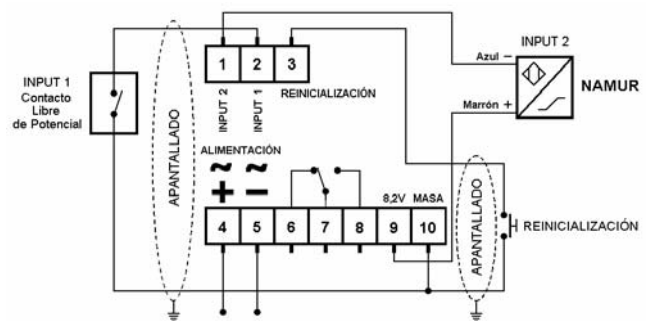 INPUT 2
Azul –
NAMUR
Marrón +
INPUT 1
Contacto
Libre
de Potencial
APANTALLADO
1 2 3
REINICIALIZACIÓN
INPUT 2
INPUT 1
ALIMENTACIÓN
~ ~
+ –
8,2V MASA
4 5 6 7 8 9 10
APANTALLADO
REINICIALIZACIÓN